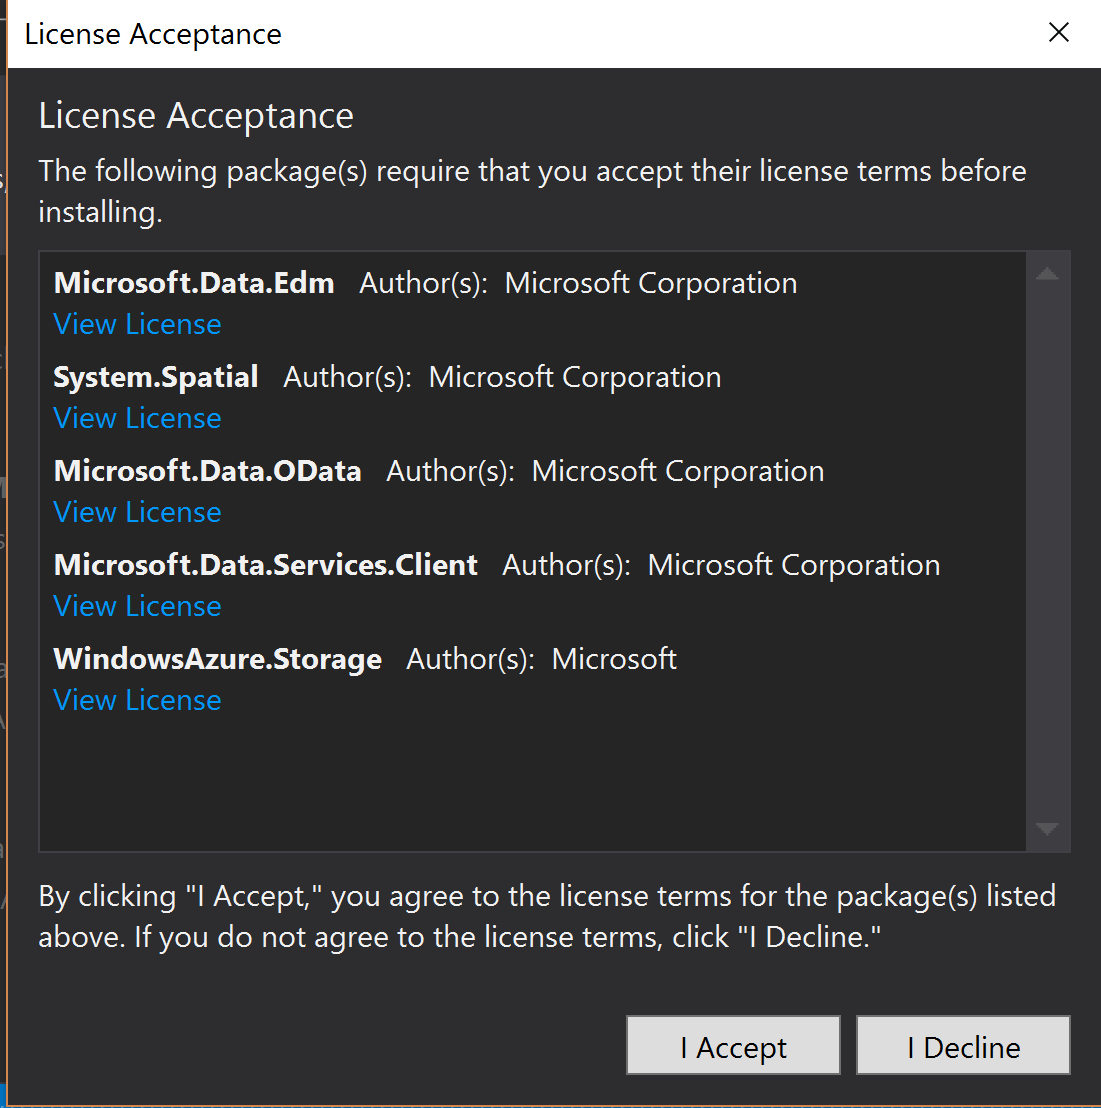 License Acceptance
License Acceptance
The following package(s) require that you accept their license terms before
installing.
Microsoft.Data.Edm Author(s): Microsoft Corporation
View License
System.Spatial Author(s): Microsoft Corporation
View License
Microsoft.Data.OData Author(s): Microsoft Corporation
View License
Microsoft.Data.Services.Client Author(s): Microsoft Corporation
View License
WindowsAzure.Storage Author(s): Microsoft
View License
By clicking "I Accept," you agree to the license terms for the package(s) listed
above. If you do not agree to the license terms, click "I Decline."
I Accept I Decline